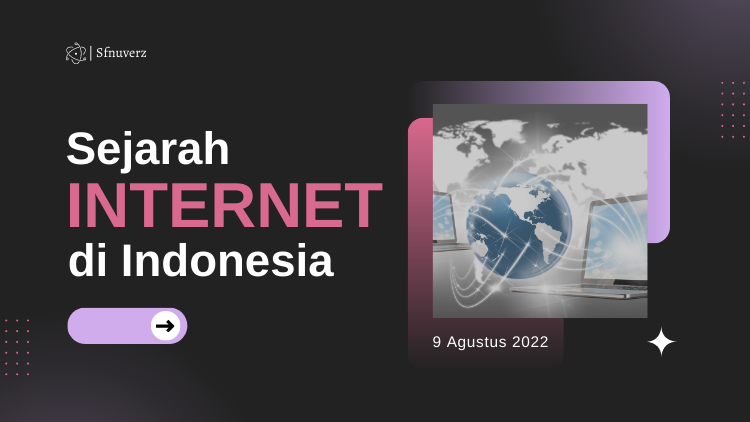 | Sfnuverz
Sejarah
INTERNET
di Indonesia
9 Agustus 2022